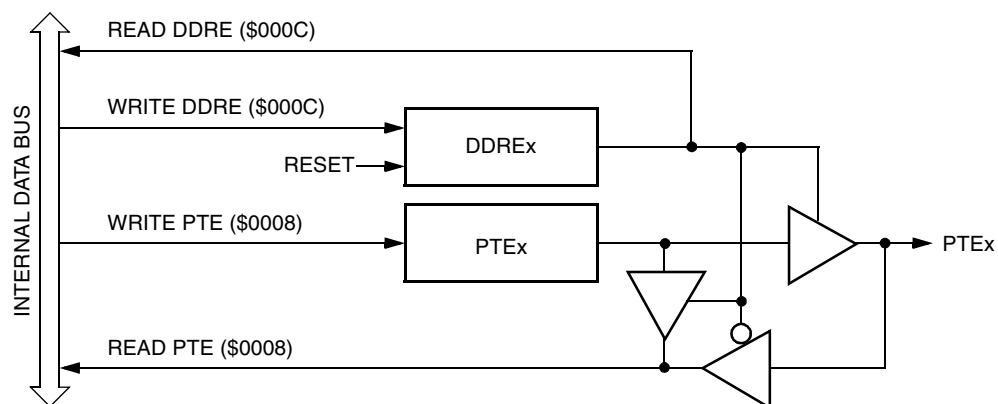 READ DDRE ($000C)
WRITE DDRE ($000C)
DDREx
RESET
WRITE PTE ($0008)
PTEx
PTEx
READ PTE ($0008)
INTERNAL DATA BUS